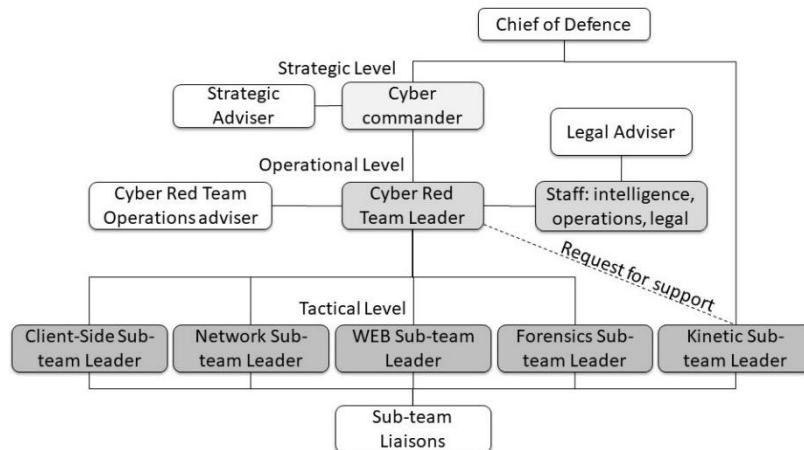 Chief of Defence
Strategic Level
Strategic
Adviser
Cyber
commander
Legal Adviser
Operational Level
Cyber Red Team
Operations adviser
Cyber Red
Team Leader
Staff: intelligence,
operations, legal
Request for support
Tactical Level
Client-Side Sub-
team Leader
Network Sub-
team Leader
WEB Sub-team
Leader
Forensics Sub-
team Leader
Kinetic Sub-
team Leader
Sub-team
Liaisons